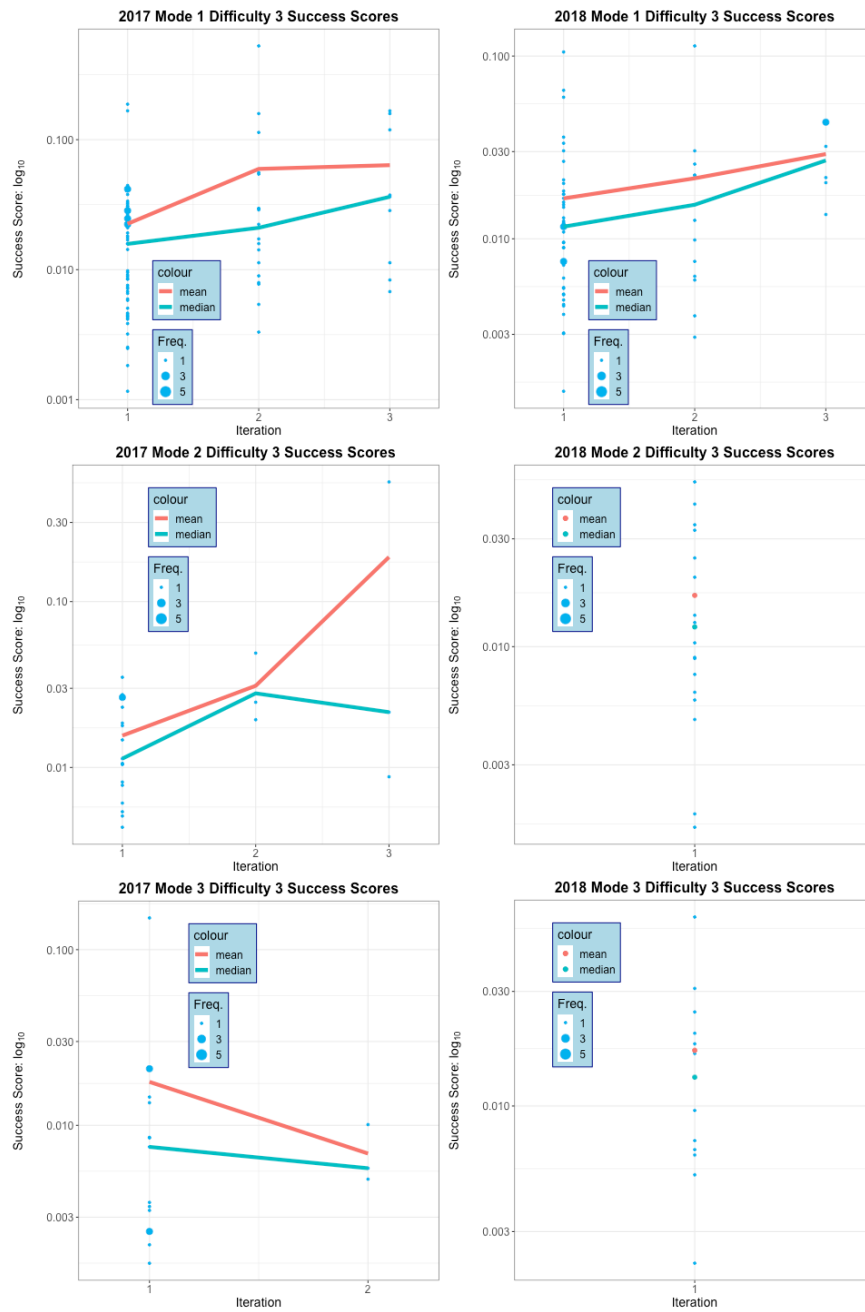 2017 Mode 1 Difficulty 3 Success Scores
Success Score: log₁₀
0.100
0.010
0.001
colour
mean
median
Freq.
1
3
5
1 2 3
Iteration
2018 Mode 1 Difficulty 3 Success Scores
Success Score: log₁₀
0.100
0.030
0.010
0.003
colour
mean
median
Freq.
1
3
5
1 2 3
Iteration
2017 Mode 2 Difficulty 3 Success Scores
Success Score: log₁₀
0.30
0.10
0.03
0.01
colour
mean
median
Freq.
1
3
5
1 2 3
Iteration
2018 Mode 2 Difficulty 3 Success Scores
Success Score: log₁₀
0.030
0.010
0.003
colour
mean
median
Freq.
1
3
5
1
Iteration
2017 Mode 3 Difficulty 3 Success Scores
Success Score: log₁₀
0.100
0.030
0.010
0.003
colour
mean
median
Freq.
1
3
5
1 2
Iteration
2018 Mode 3 Difficulty 3 Success Scores
Success Score: log₁₀
0.030
0.010
0.003
colour
mean
median
Freq.
1
3
5
1
Iteration